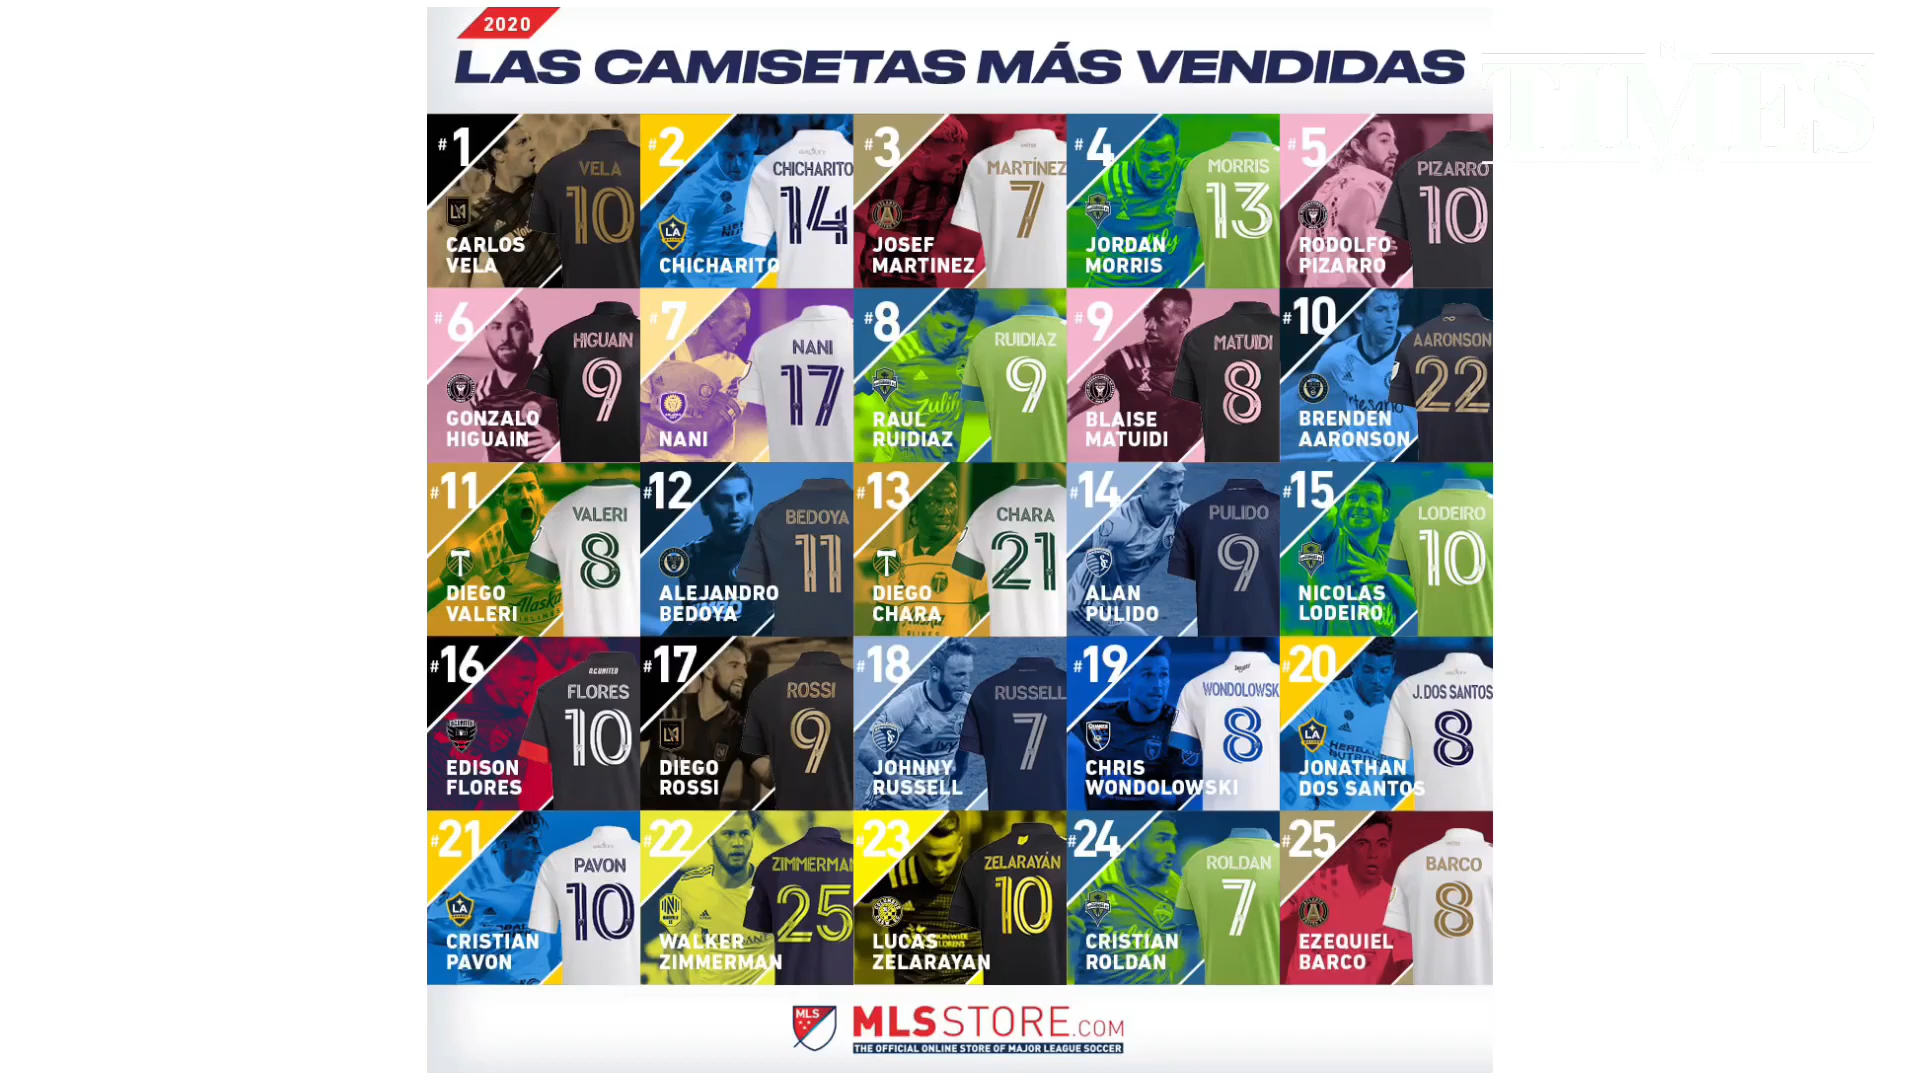 2020
LAS CAMISETAS MÁS VENDIDAS
TIMES
#1
VELA
10
CARLOS
VELA
#2
CHICHARITO
14
CHICHARITO
#3
MARTÍNEZ
7
JOSEF
MARTINEZ
#4
MORRIS
13
JORDAN
MORRIS
#5
PIZARRO
10
RODOLFO
PIZARRO
#6
HIGUAIN
9
GONZALO
HIGUAIN
#7
NANI
17
NANI
#8
RUIDIAZ
9
RAUL
RUIDIAZ
#9
MATUIDI
8
BLAISE
MATUIDI
#10
AARONSON
22
BRENDEN
AARONSON
#11
VALERI
8
DIEGO
VALERI
#12
BEDOYA
11
ALEJANDRO
BEDOYA
#13
CHARA
21
DIEGO
CHARA
#14
PULIDO
9
ALAN
PULIDO
#15
LODEIRO
10
NICOLAS
LODEIRO
#16
D.C.UNITED
FLORES
10
EDISON
FLORES
#17
ROSSI
9
DIEGO
ROSSI
#18
RUSSELL
7
JOHNNY
RUSSELL
#19
WONDOLOWSK
8
CHRIS
WONDOLOWSKI
#20
J.DOS SANTOS
8
JONATHAN
DOS SANTOS
#21
PAVON
10
CRISTIAN
PAVON
#22
ZIMMERMAN
25
WALKER
ZIMMERMAN
#23
ZELARAYÁN
10
LUCAS
ZELARAYAN
#24
ROLDAN
7
CRISTIAN
ROLDAN
#25
BARCO
8
EZEQUIEL
BARCO
MLS
MLSSTORE.COM
THE OFFICIAL ONLINE STORE OF MAJOR LEAGUE SOCCER